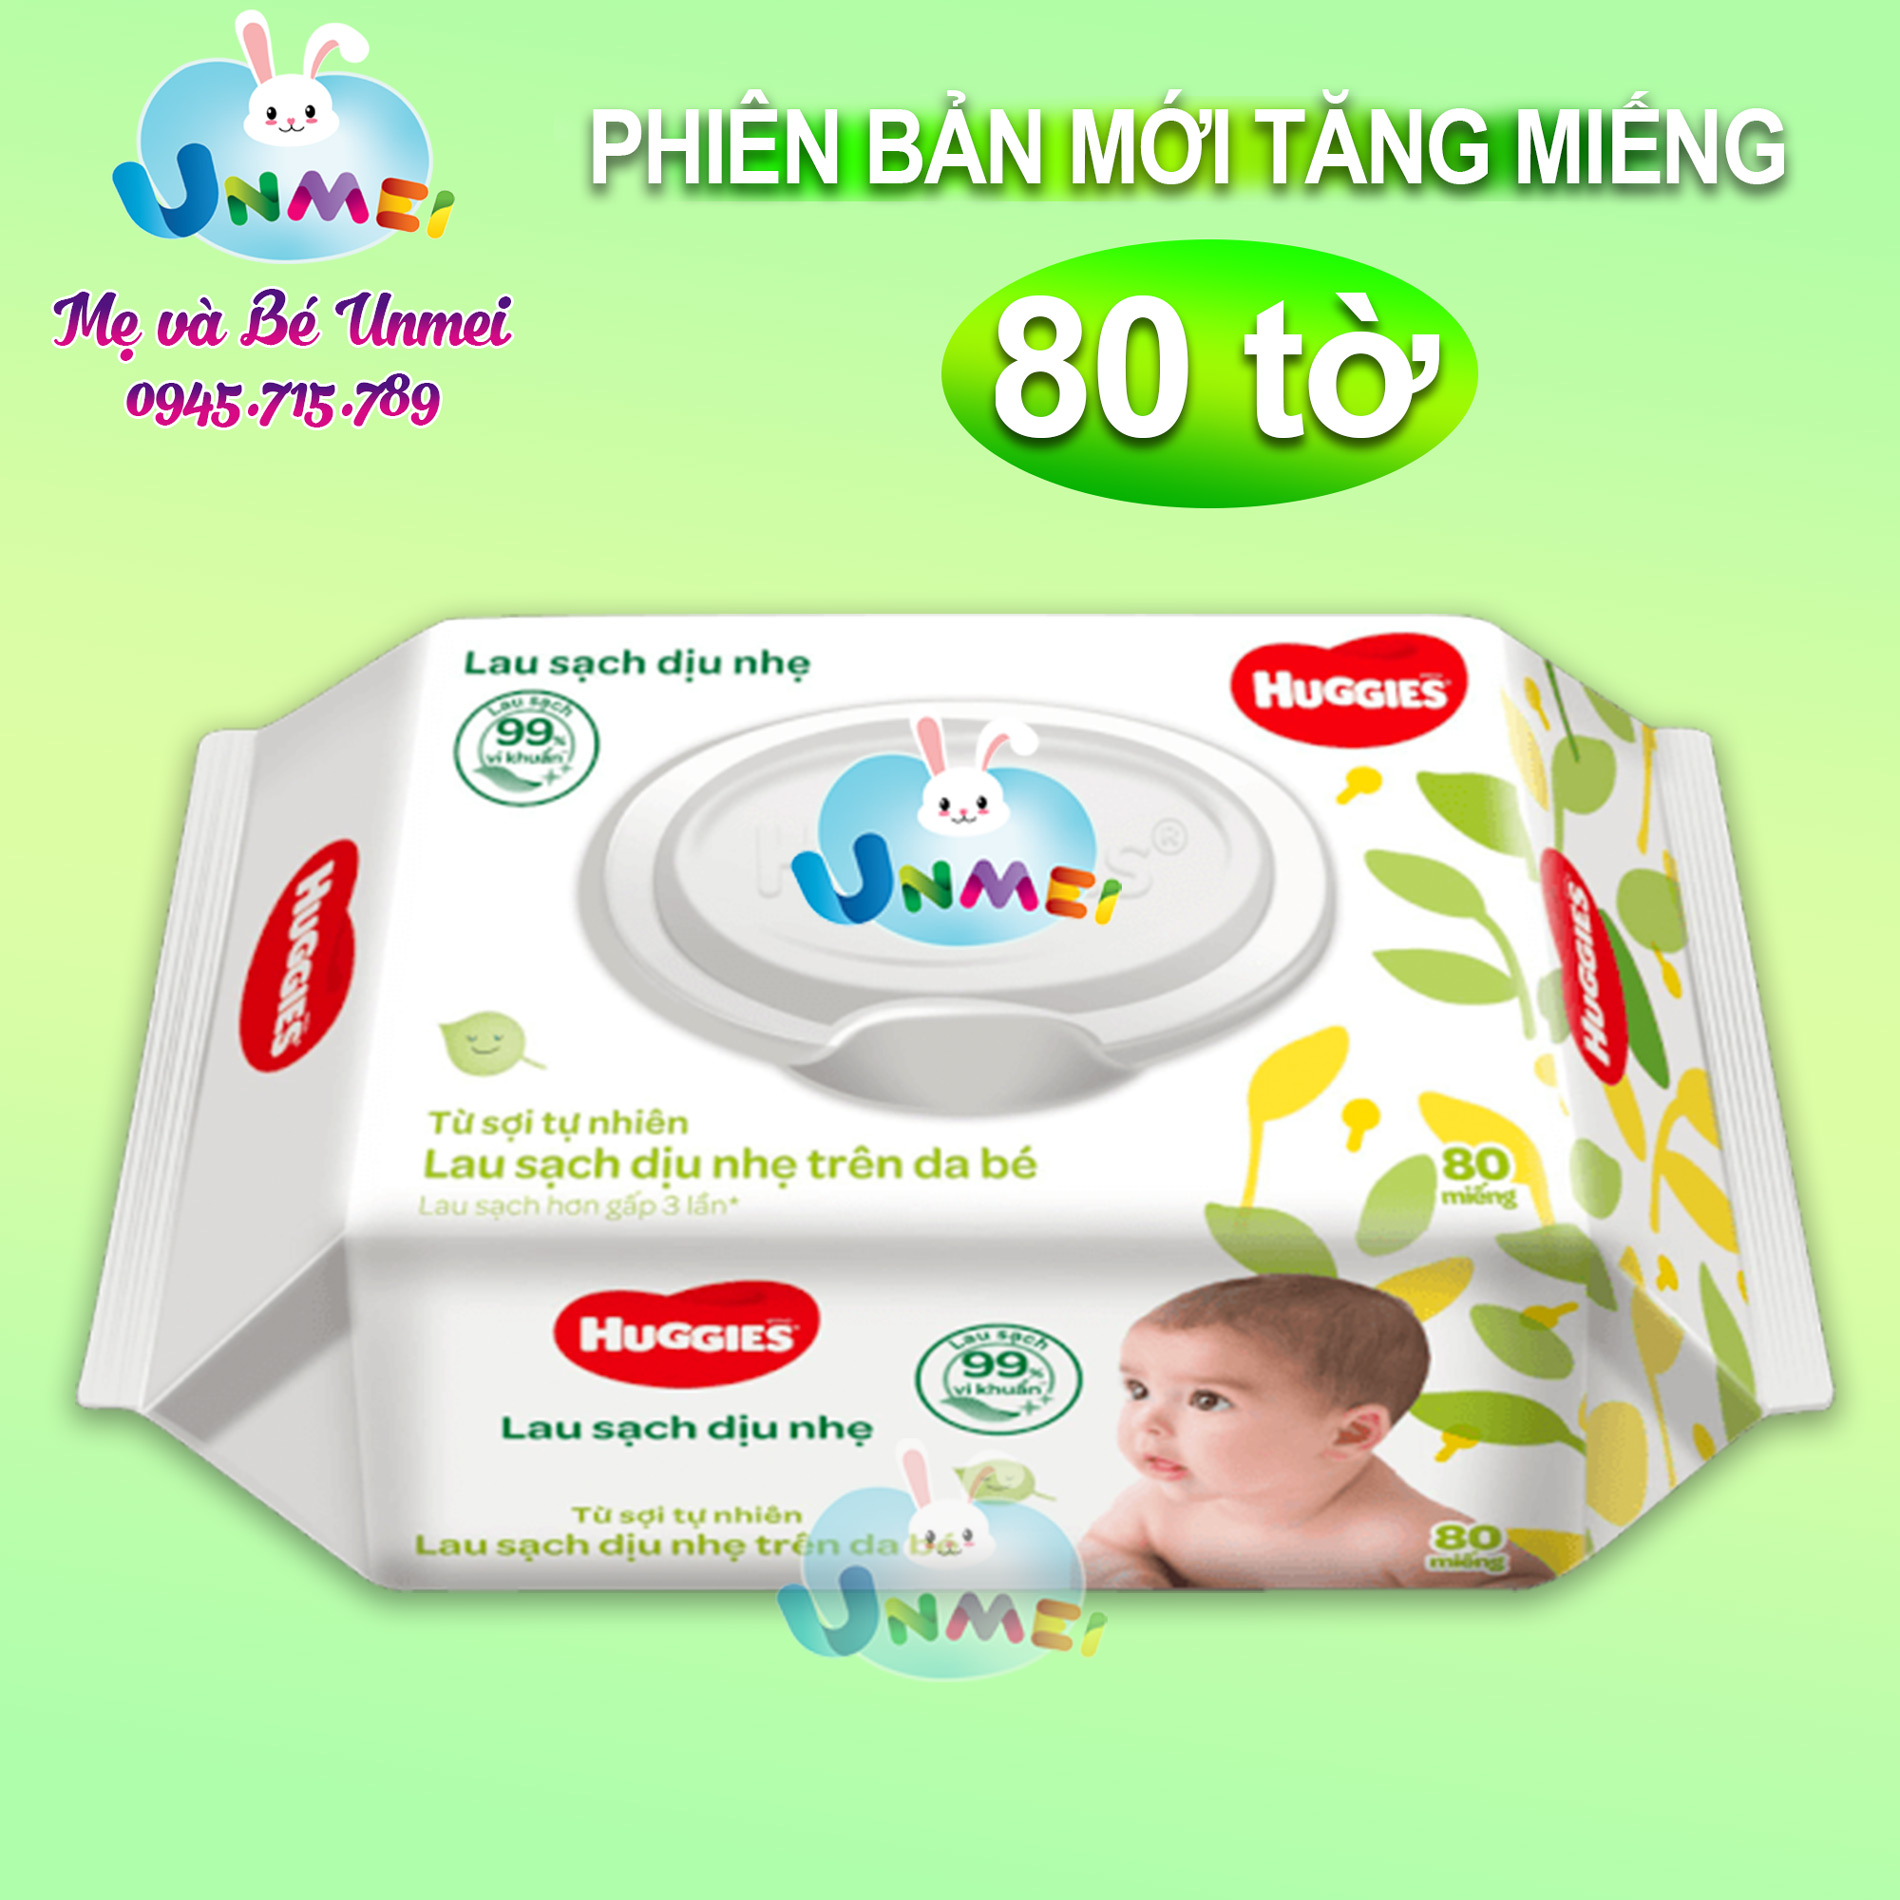 UNMEI
Mẹ và Bé Unmei
0945.715.789
PHIÊN BẢN MỚI TĂNG MIẾNG
80 tờ
Lau sạch dịu nhẹ
Lau sạch
99%
vi khuẩn
HUGGIES
UNMEI
HUGGIES
HUGGIES
Từ sợi tự nhiên
Lau sạch dịu nhẹ trên da bé
Lau sạch hơn gấp 3 lần*
80
miếng
HUGGIES
Lau sạch
99%
vi khuẩn
Lau sạch dịu nhẹ
Từ sợi tự nhiên
Lau sạch dịu nhẹ trên da bé
80
miếng
UNMEI